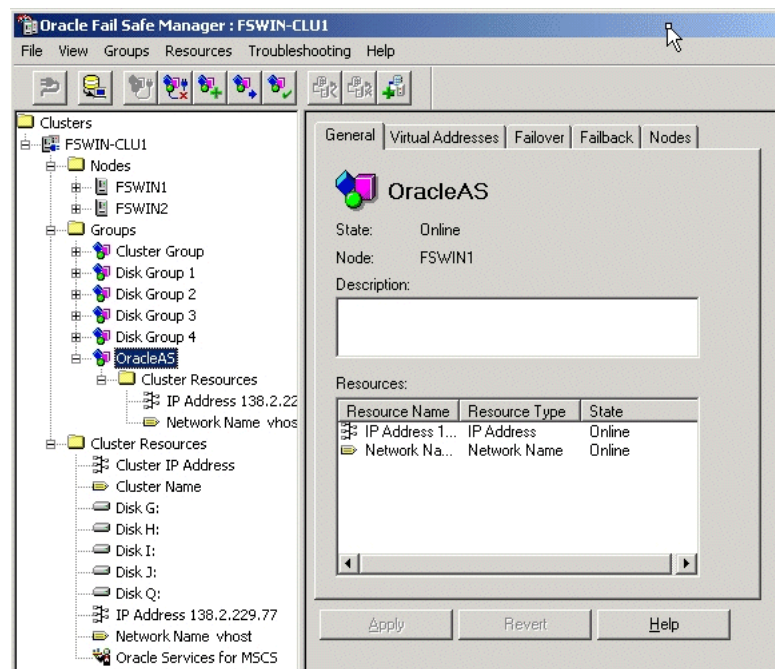 Oracle Fail Safe Manager : FSWIN-CLU1
File View Groups Resources Troubleshooting Help
Clusters
FSWIN-CLU1
Nodes
FSWIN1
FSWIN2
Groups
Cluster Group
Disk Group 1
Disk Group 2
Disk Group 3
Disk Group 4
OracleAS
Cluster Resources
IP Address 138.2.22
Network Name vhos
Cluster Resources
Cluster IP Address
Cluster Name
Disk G:
Disk H:
Disk I:
Disk J:
Disk Q:
IP Address 138.2.229.77
Network Name vhost
Oracle Services for MSCS
General Virtual Addresses Failover Failback Nodes
OracleAS
State: Online
Node: FSWIN1
Description:
Resources:
Resource Name Resource Type State
IP Address 1... IP Address Online
Network Na... Network Name Online
Apply Revert Help